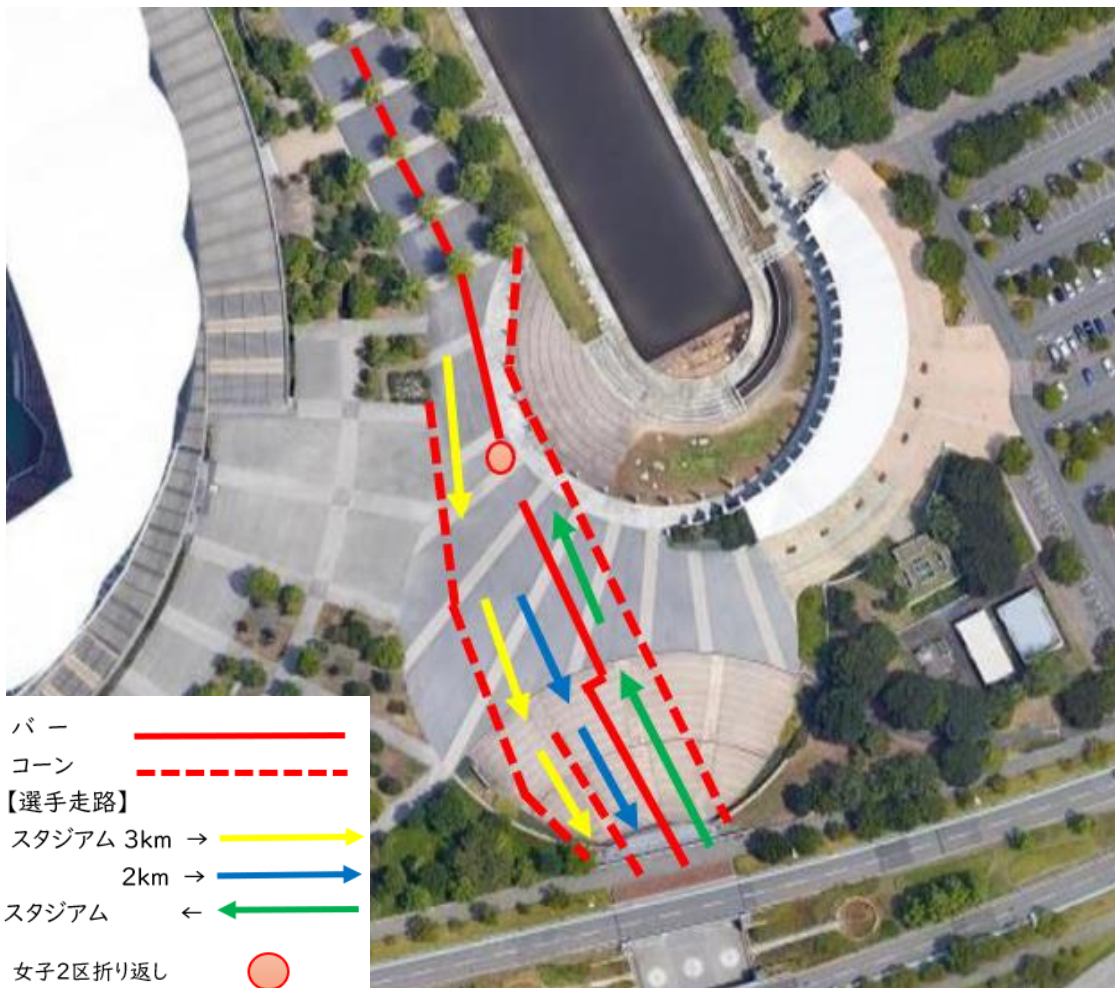 バー
コーン
【選手走路】
スタジアム 3km →
2km →
スタジアム ←
女子2区折り返し